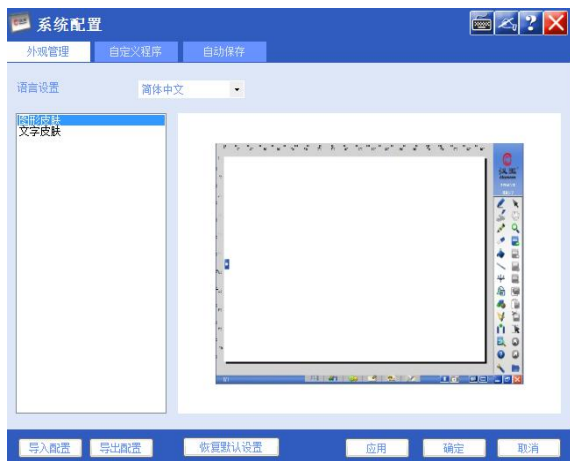 系统配置
?
外观管理 自定义程序 自动保存
语言设置 简体中文
图形皮肤
文字皮肤
导入配置 导出配置 恢复默认设置 应用 确定 取消